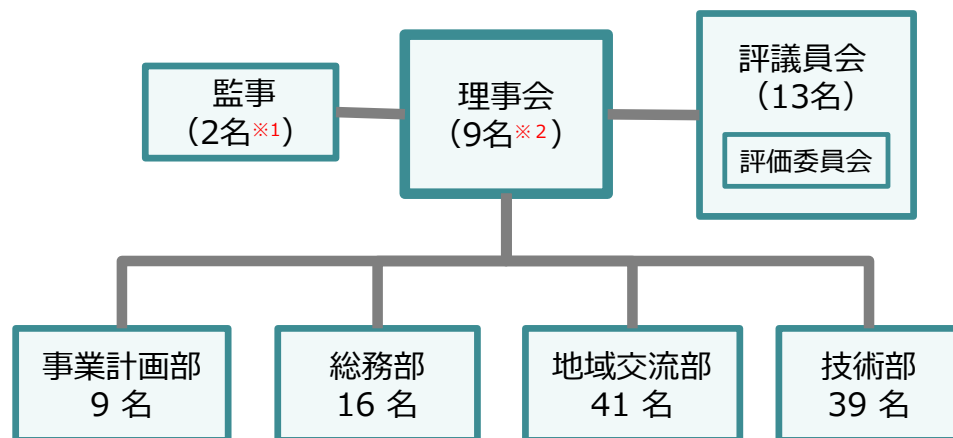 監事
（2名※1）
理事会
（9名※２）
評議員会
（13名）
評価委員会
事業計画部
9 名
総務部
16 名
地域交流部
41 名
技術部
39 名